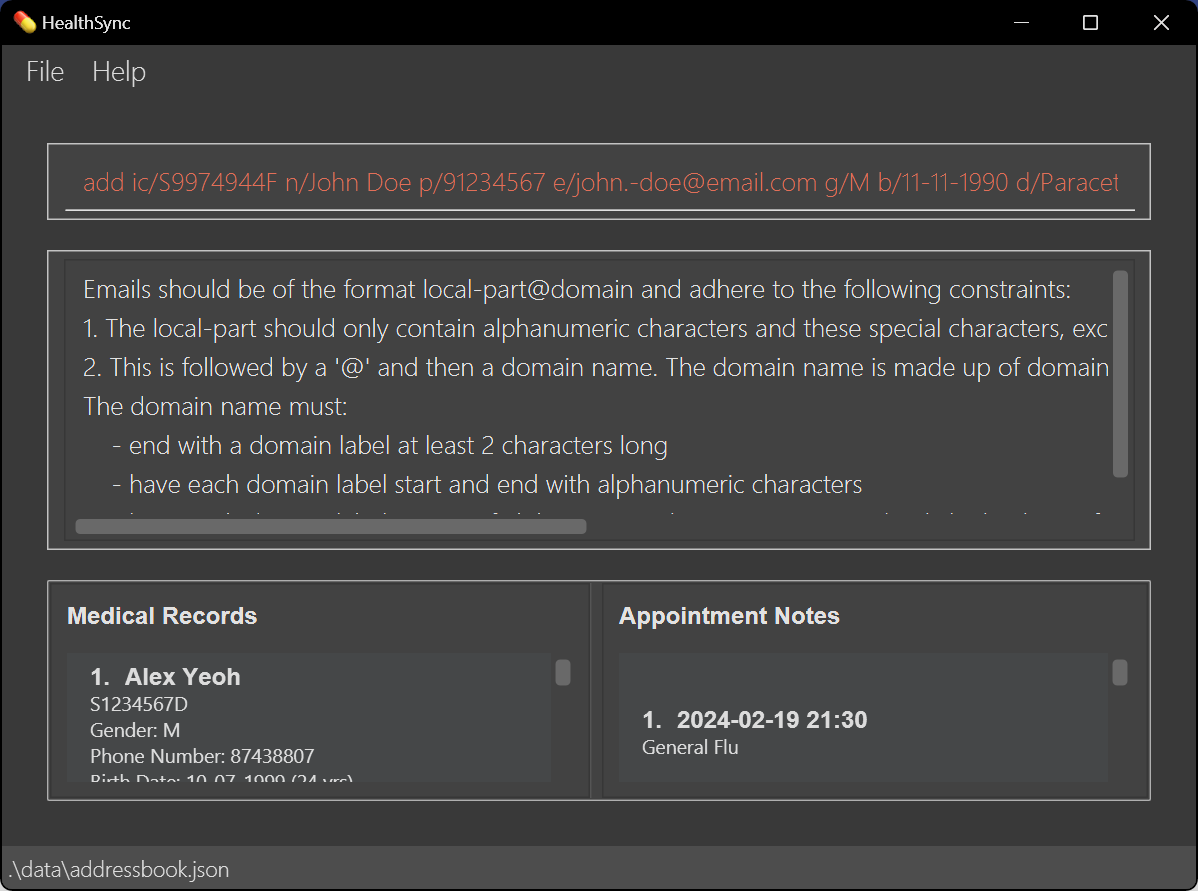 HealthSync
File Help
add ic/S9974944F n/John Doe p/91234567 e/john.-doe@email.com g/M b/11-11-1990 d/Paracet
Emails should be of the format local-part@domain and adhere to the following constraints:
1. The local-part should only contain alphanumeric characters and these special characters, exc
2. This is followed by a '@' and then a domain name. The domain name is made up of domain
The domain name must:
- end with a domain label at least 2 characters long
- have each domain label start and end with alphanumeric characters
Medical Records
1. Alex Yeoh
S1234567D
Gender: M
Phone Number: 87438807
Birth Date: 10-07-1999 (24 yrs)
Appointment Notes
1. 2024-02-19 21:30
General Flu
.\data\addressbook.json